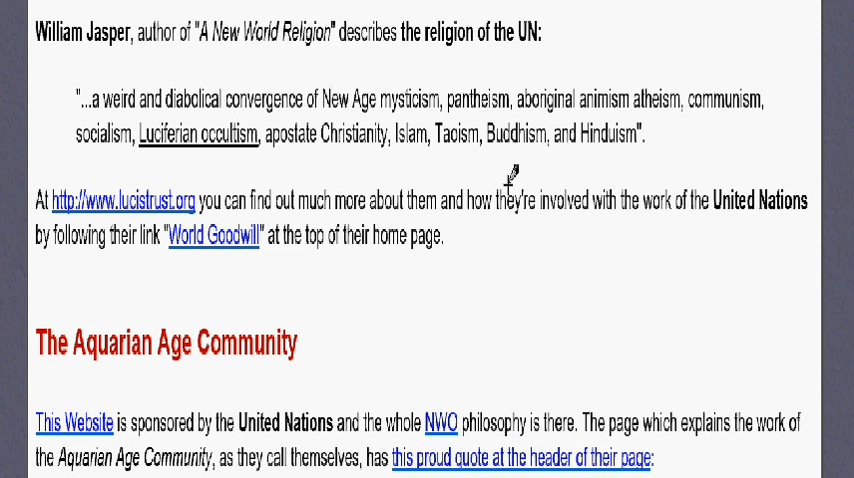 William Jasper, author of "A New World Religion" describes the religion of the UN:
"...a weird and diabolical convergence of New Age mysticism, pantheism, aboriginal animism atheism, communism,
socialism, Luciferian occultism, apostate Christianity, Islam, Taoism, Buddhism, and Hinduism".
At http://www.lucistrust.org you can find out much more about them and how they're involved with the work of the United Nations
by following their link "World Goodwill" at the top of their home page.
The Aquarian Age Community
This Website is sponsored by the United Nations and the whole NWO philosophy is there. The page which explains the work of
the Aquarian Age Community, as they call themselves, has this proud quote at the header of their page: